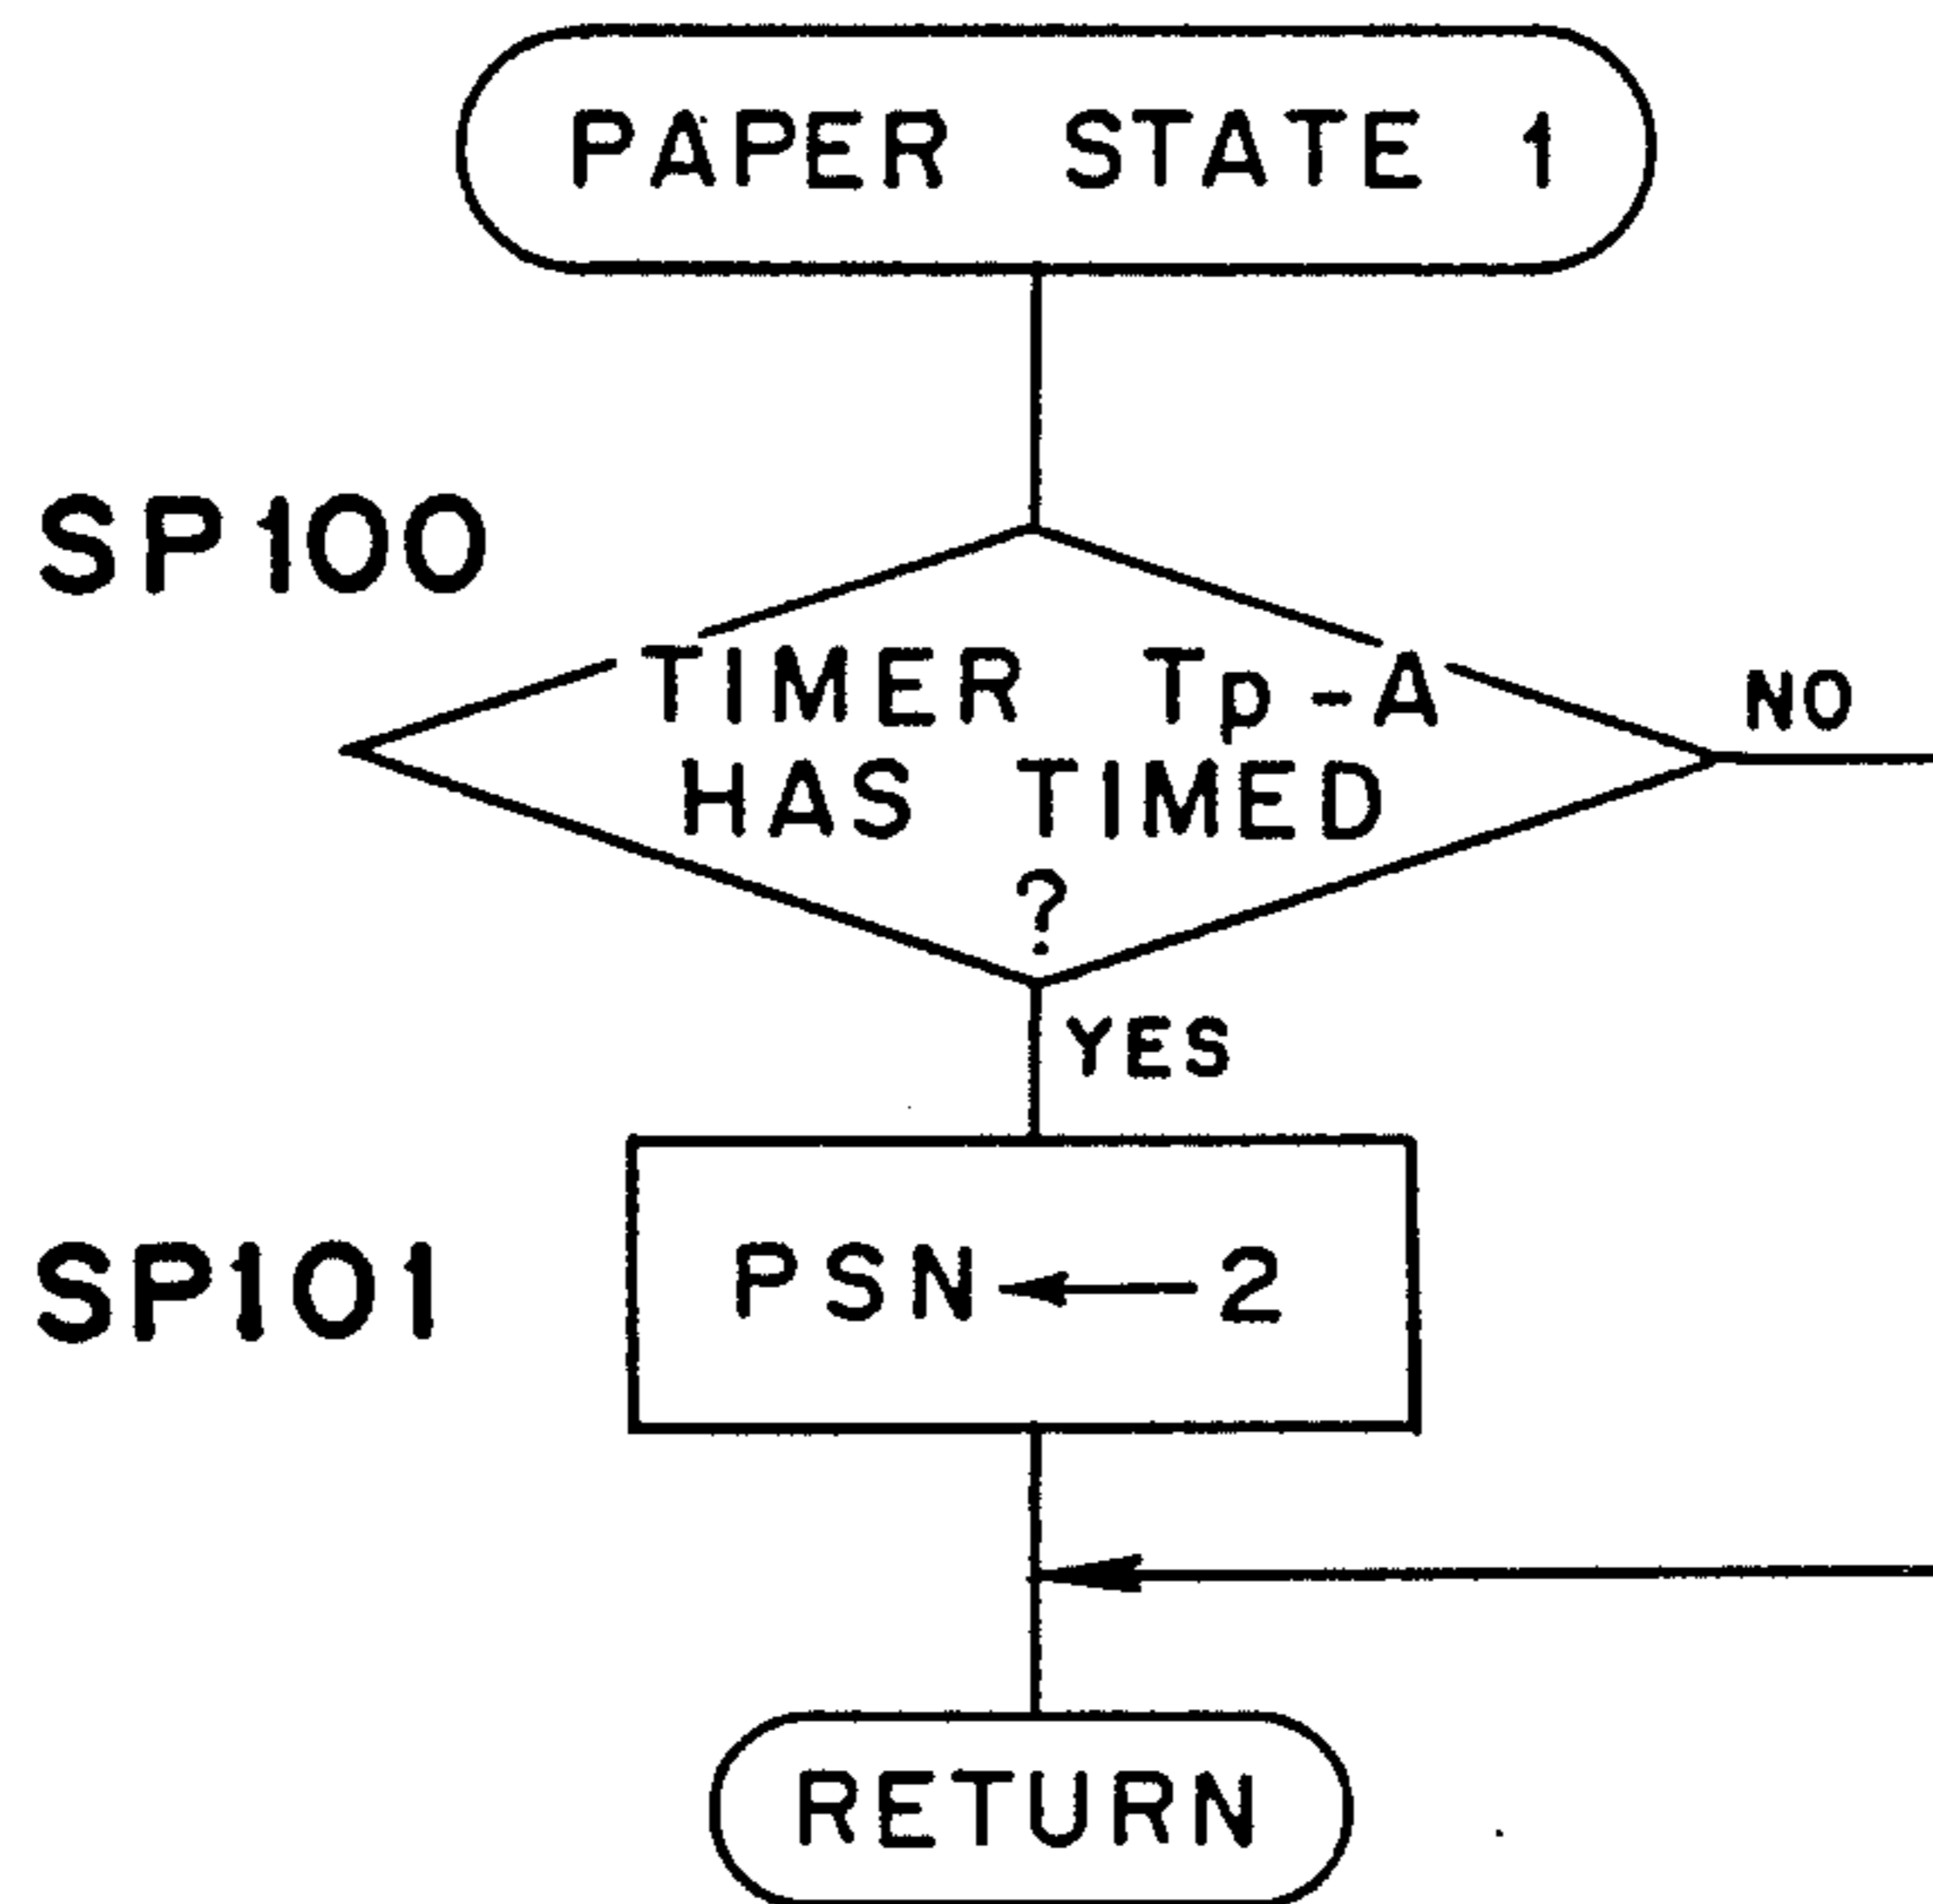 PAPER STATE 1
SP100
TIMER Tp-A
HAS TIMED
?
NO
YES
SP101
PSN←2
RETURN